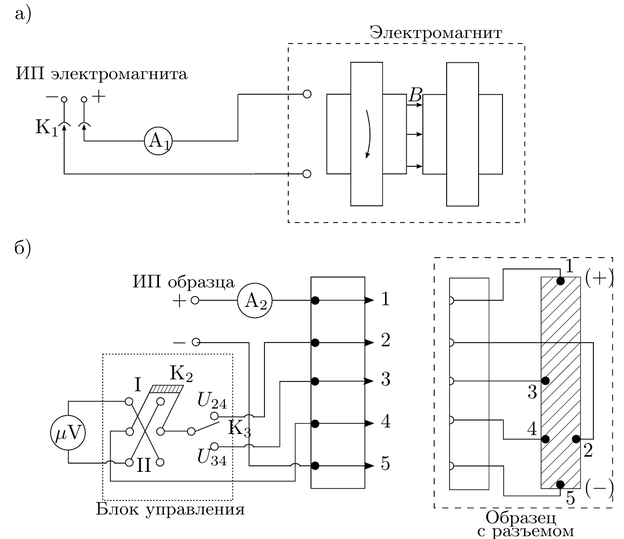 а)
Электромагнит
ИП электромагнита
− +
K1
A1
B
б)
ИП образца
+
A2
−
1
2
3
4
5
K2
I
II
μV
U24
K3
U34
Блок управления
1
(+)
3
4
2
5
(−)
Образец
с разъемом